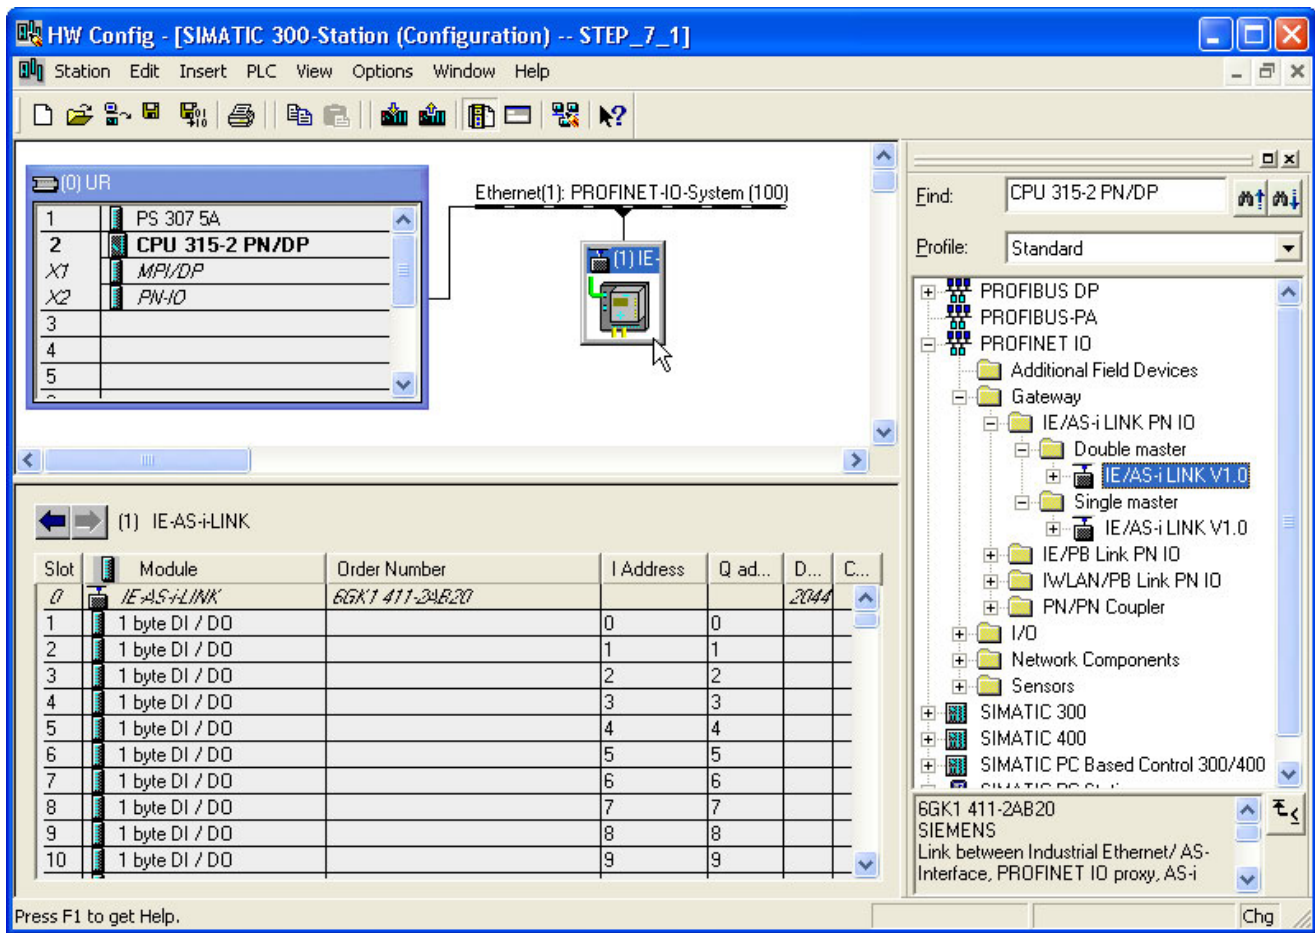 HW Config - [SIMATIC 300-Station (Configuration) -- STEP_7_1]
Station Edit Insert PLC View Options Window Help
(0) UR
1 PS 307 5A
2 CPU 315-2 PN/DP
X1 MPI/DP
X2 PN-IO
3
4
5
Ethernet(1): PROFINET-IO-System (100)
(1) IE-
Find: CPU 315-2 PN/DP
Profile: Standard
PROFIBUS DP
PROFIBUS-PA
PROFINET IO
Additional Field Devices
Gateway
IE/AS-i LINK PN IO
Double master
IE/AS-i LINK V1.0
Single master
IE/AS-i LINK V1.0
IE/PB Link PN IO
IWLAN/PB Link PN IO
PN/PN Coupler
I/O
Network Components
Sensors
SIMATIC 300
SIMATIC 400
SIMATIC PC Based Control 300/400
6GK1 411-2AB20
SIEMENS
Link between Industrial Ethernet/ AS-
Interface, PROFINET IO proxy, AS-i
(1) IE-AS-i-LINK
Slot Module Order Number I Address Q ad... D... C...
0 IE-AS-i-LINK 6GK1 411-2AB20 2044
1 1 byte DI / DO 0 0
2 1 byte DI / DO 1 1
3 1 byte DI / DO 2 2
4 1 byte DI / DO 3 3
5 1 byte DI / DO 4 4
6 1 byte DI / DO 5 5
7 1 byte DI / DO 6 6
8 1 byte DI / DO 7 7
9 1 byte DI / DO 8 8
10 1 byte DI / DO 9 9
Press F1 to get Help.
Chg